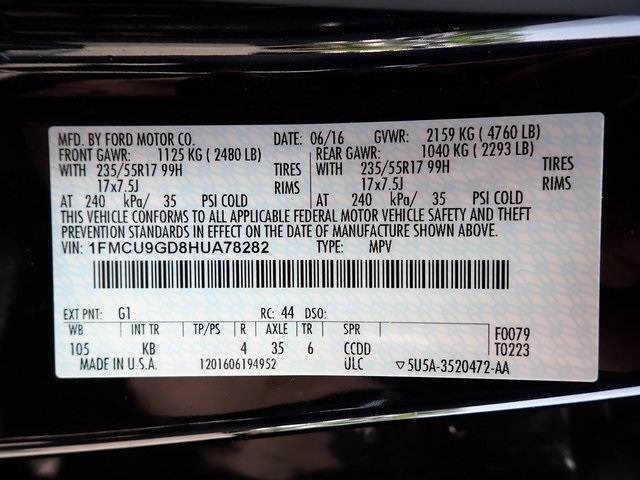 MFD. BY FORD MOTOR CO. DATE: 06/16 GVWR: 2159 KG ( 4760 LB)
FRONT GAWR: 1125 KG ( 2480 LB) REAR GAWR: 1040 KG ( 2293 LB)
WITH 235/55R17 99H TIRES WITH 235/55R17 99H TIRES
17x7.5J RIMS 17x7.5J RIMS
AT 240 kPa/ 35 PSI COLD AT 240 kPa/ 35 PSI COLD
THIS VEHICLE CONFORMS TO ALL APPLICABLE FEDERAL MOTOR VEHICLE SAFETY AND THEFT
PREVENTION STANDARDS IN EFFECT ON THE DATE OF MANUFACTURE SHOWN ABOVE.
VIN: 1FMCU9GD8HUA78282 TYPE: MPV
EXT PNT: G1 RC: 44 DSO:
WB INT TR TP/PS R AXLE TR SPR F0079
105 KB 4 35 6 CCDD T0223
MADE IN U.S.A. 1201606194952 ULC ▽5U5A-3520472-AA